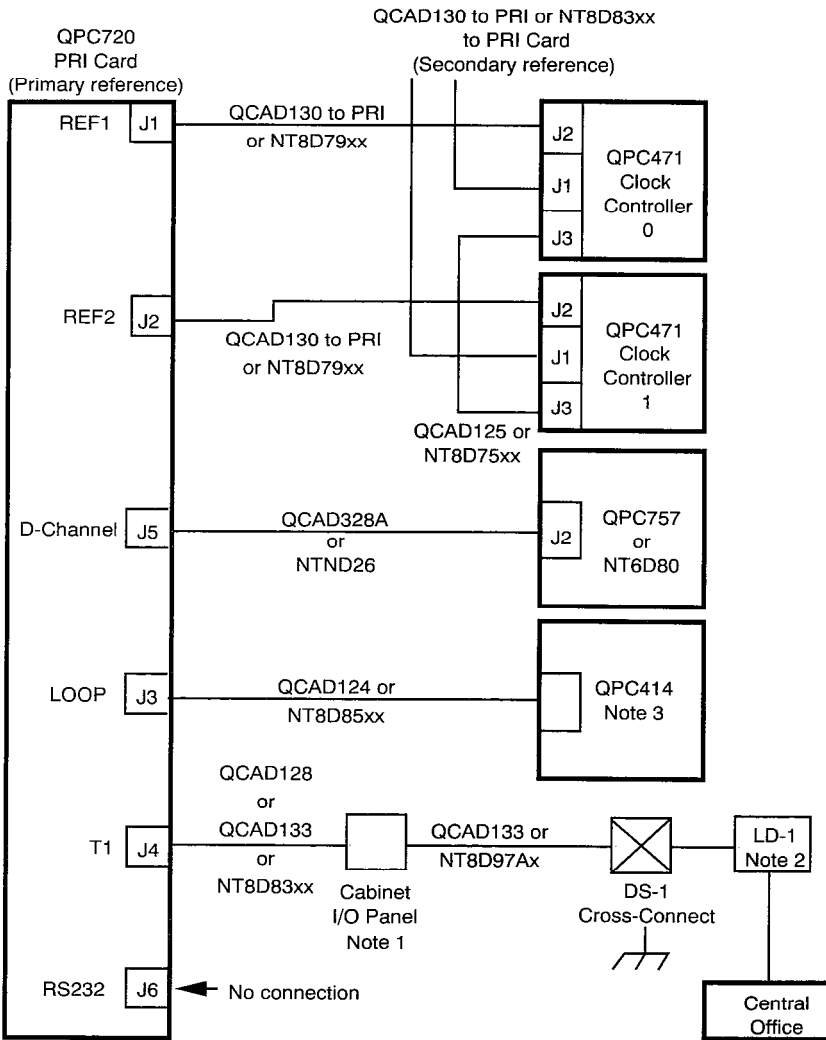 QCAD130 to PRI or NT8D83xx
to PRI Card
(Secondary reference)
QPC720
PRI Card
(Primary reference)
REF1
J1
QCAD130 to PRI
or NT8D79xx
J2
J1
J3
QPC471
Clock
Controller
0
REF2
J2
QCAD130 to PRI
or NT8D79xx
J2
J1
J3
QPC471
Clock
Controller
1
QCAD125 or
NT8D75xx
D-Channel
J5
QCAD328A
or
NTND26
J2
QPC757
or
NT6D80
LOOP
J3
QCAD124 or
NT8D85xx
QPC414
Note 3
T1
J4
QCAD128
or
QCAD133
or
NT8D83xx
Cabinet
I/O Panel
Note 1
QCAD133 or
NT8D97Ax
DS-1
Cross-Connect
LD-1
Note 2
RS232
J6
No connection
Central
Office